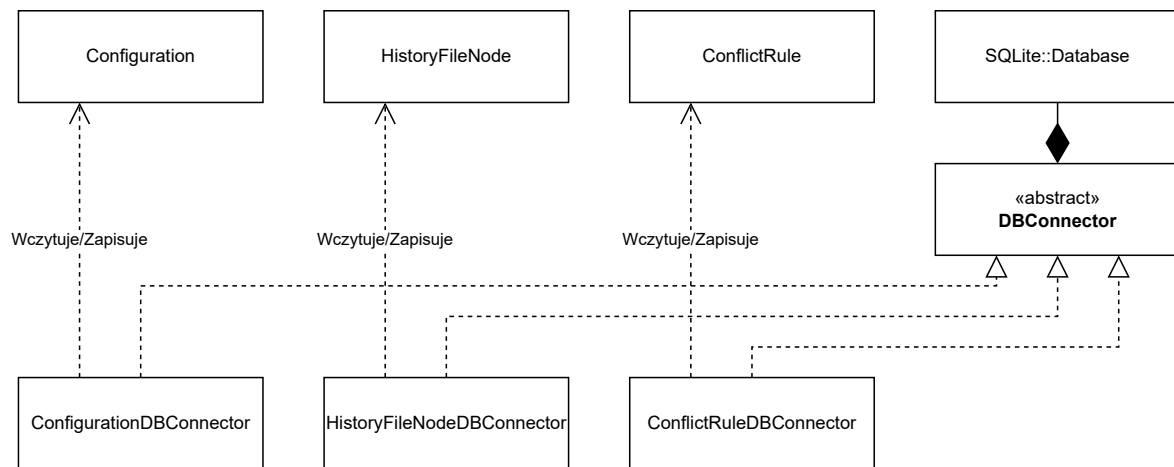 Configuration
HistoryFileNode
ConflictRule
SQLite::Database
«abstract»
DBConnector
Wczytuje/Zapisuje
Wczytuje/Zapisuje
Wczytuje/Zapisuje
ConfigurationDBConnector
HistoryFileNodeDBConnector
ConflictRuleDBConnector